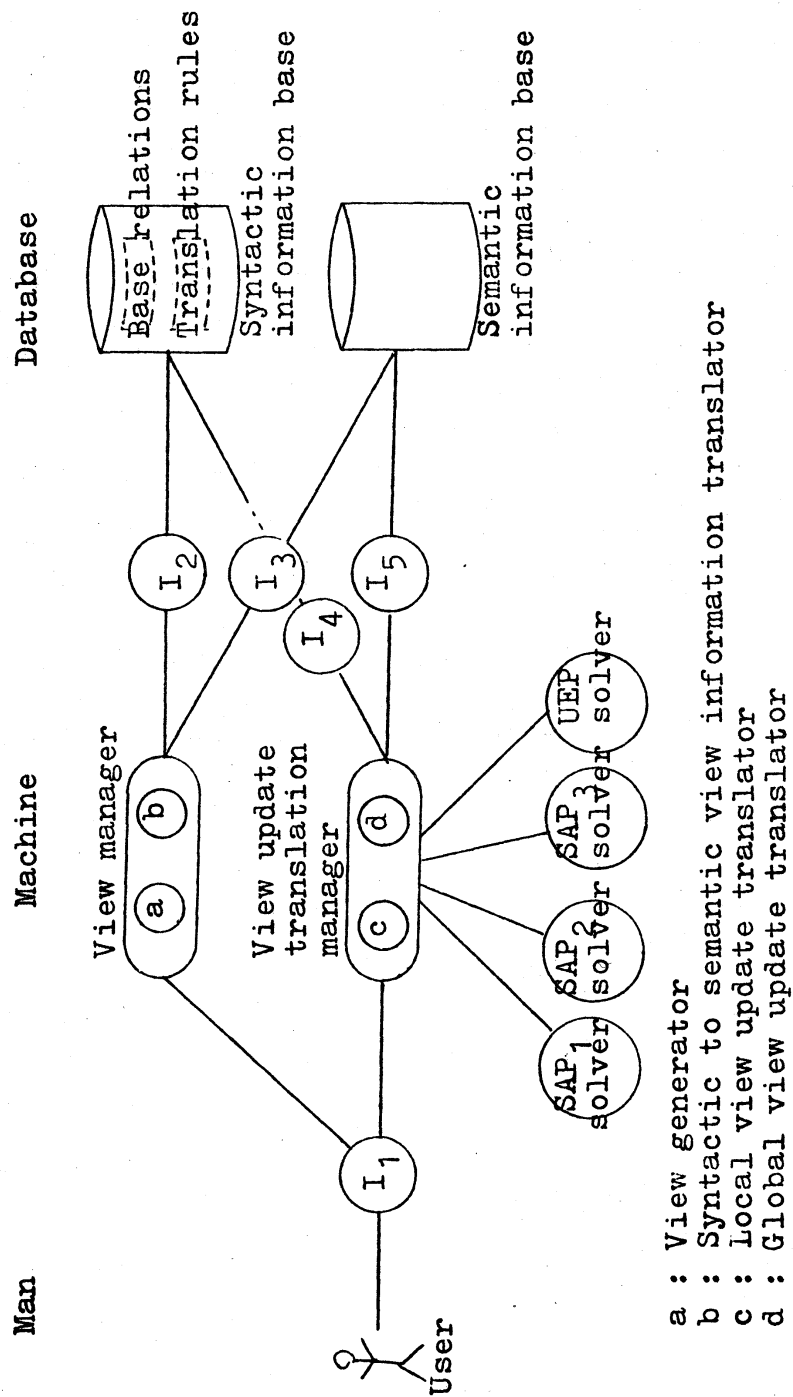 Man
Machine
Database
User
I1
View manager
a
b
View update
translation
manager
c
d
SAP1
solver
SAP2
solver
SAP3
solver
UEP
solver
I2
I3
I4
I5
Base relations
Translation rules
Syntactic
information base
Semantic
information base
a : View generator
b : Syntactic to semantic view information translator
c : Local view update translator
d : Global view update translator